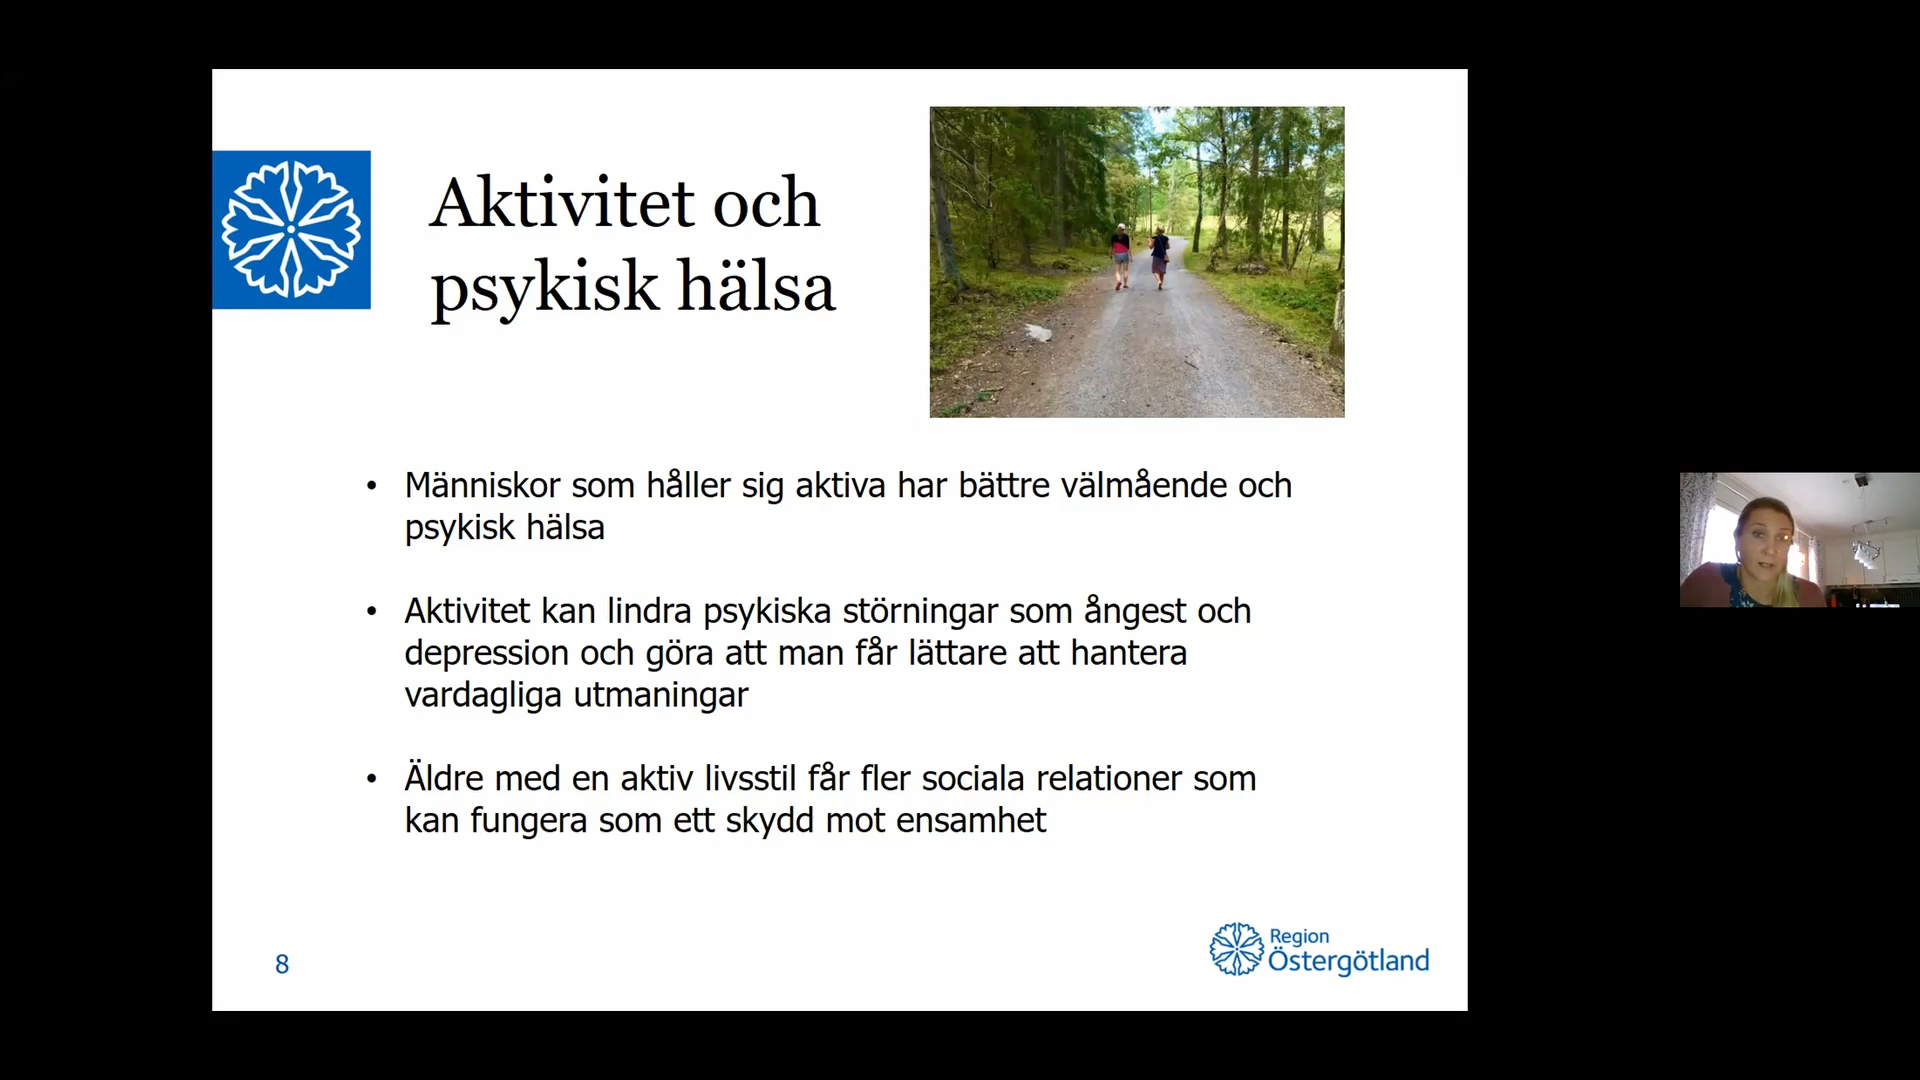 Aktivitet och
psykisk hälsa
• Människor som håller sig aktiva har bättre välmående och
psykisk hälsa
• Aktivitet kan lindra psykiska störningar som ångest och
depression och göra att man får lättare att hantera
vardagliga utmaningar
• Äldre med en aktiv livsstil får fler sociala relationer som
kan fungera som ett skydd mot ensamhet
8
Region
Östergötland